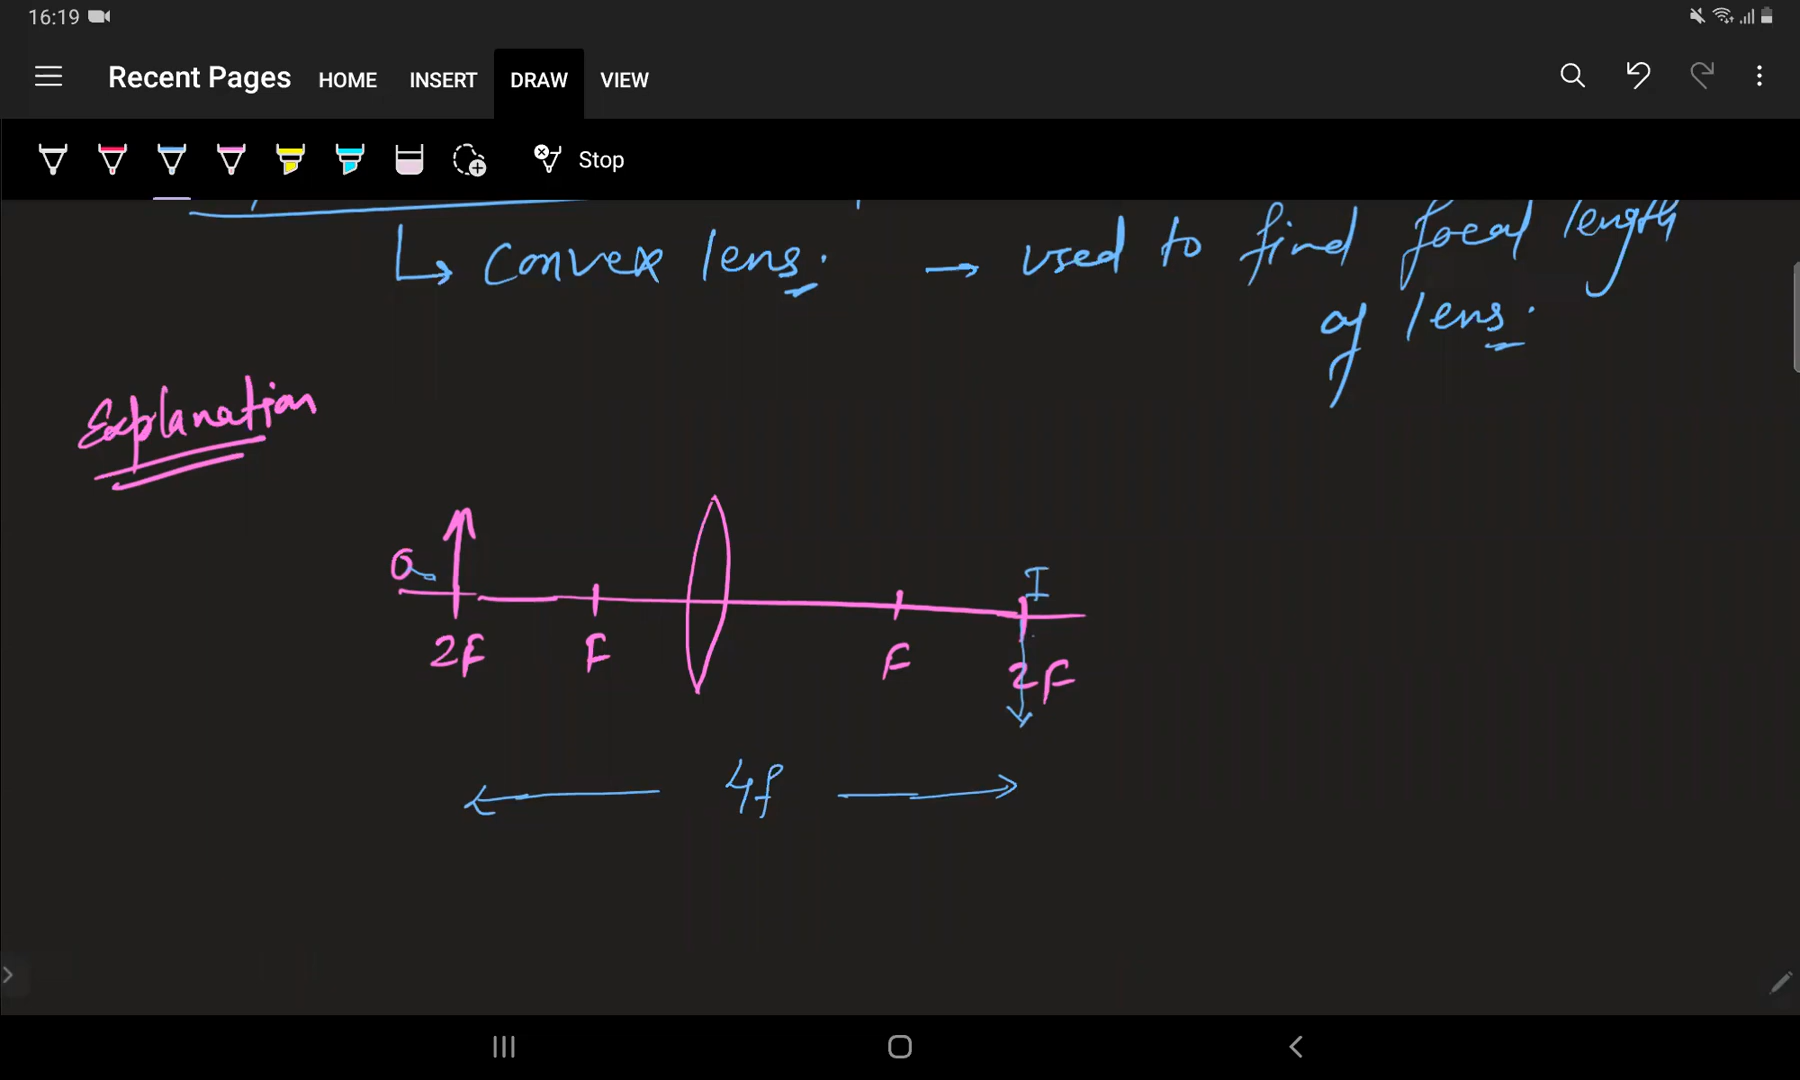 16:19
Recent Pages HOME INSERT DRAW VIEW
Stop
↳ Convex lens. → used to find focal length
of lens.
Explanation
O
I
2F F F 2F
4f